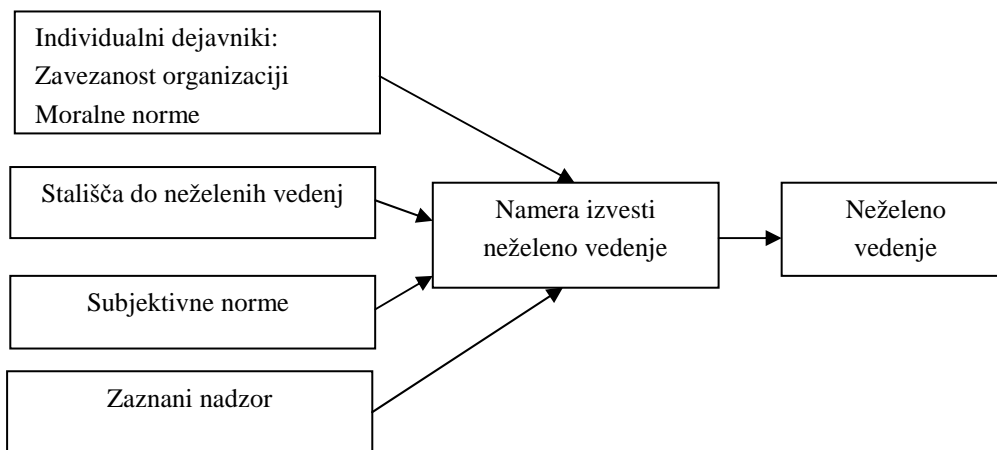 Individualni dejavniki:
Zavezanost organizaciji
Moralne norme
Stališča do neželenih vedenj
Subjektivne norme
Zaznani nadzor
Namera izvesti
neželeno vedenje
Neželeno
vedenje